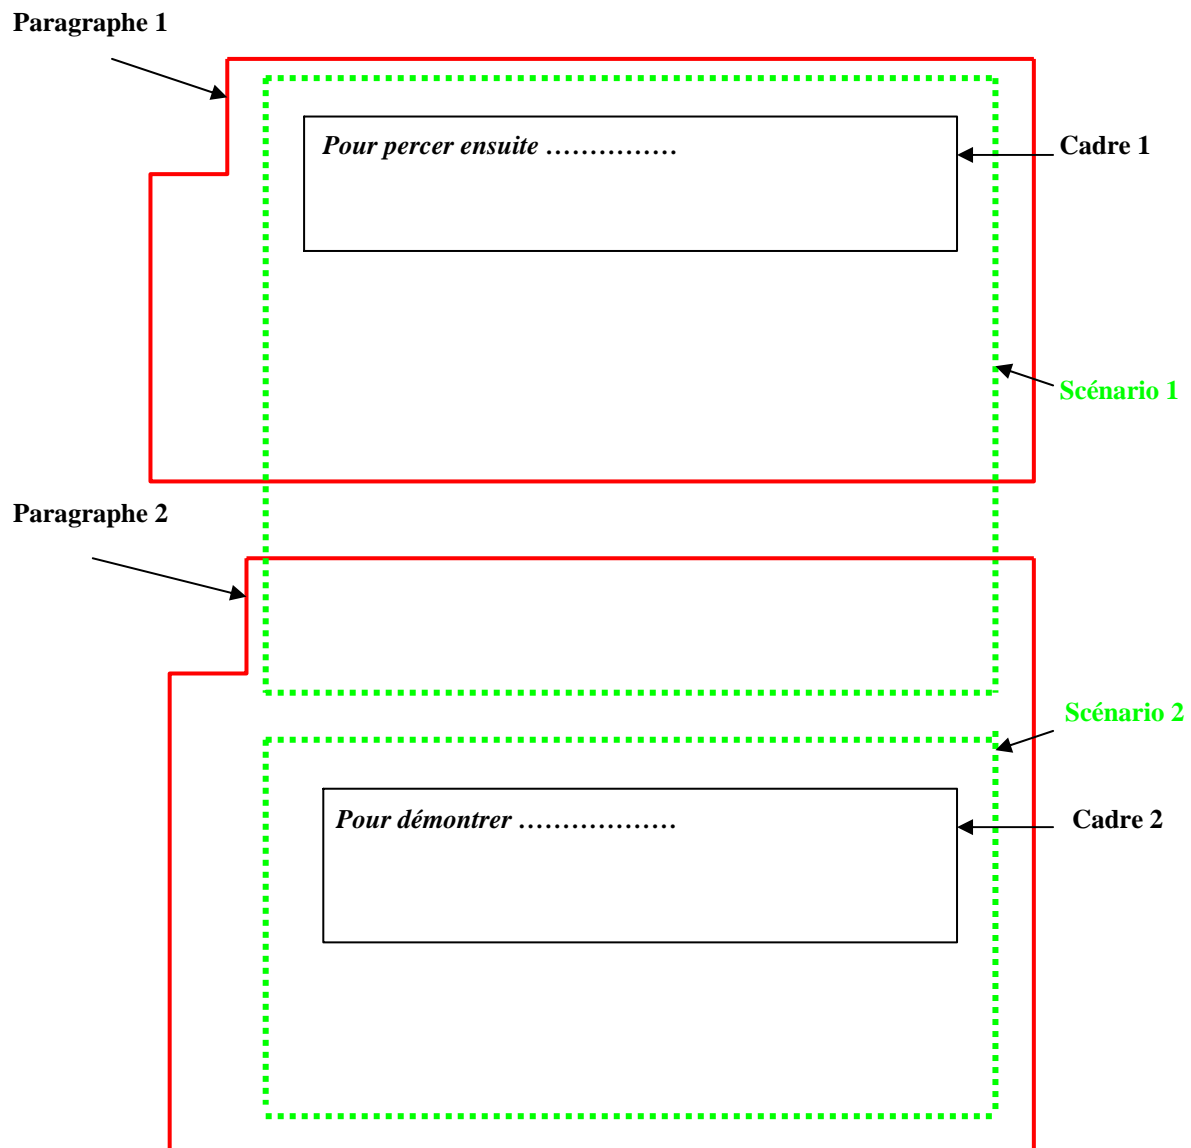 Paragraphe 1
Pour percer ensuite ……………
Cadre 1
Scénario 1
Paragraphe 2
Scénario 2
Pour démontrer ………………
Cadre 2